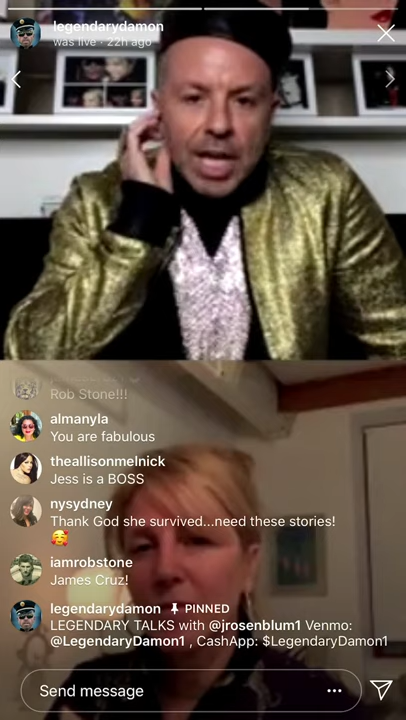 legendarydamon
was live · 22h ago
Rob Stone!!!
almanyla
You are fabulous
theallisonmelnick
Jess is a BOSS
nysydney
Thank God she survived...need these stories!
🥰
iamrobstone
James Cruz!
legendarydamon PINNED
LEGENDARY TALKS with @jrosenblum1 Venmo:
@LegendaryDamon1 , CashApp: $LegendaryDamon1
Send message